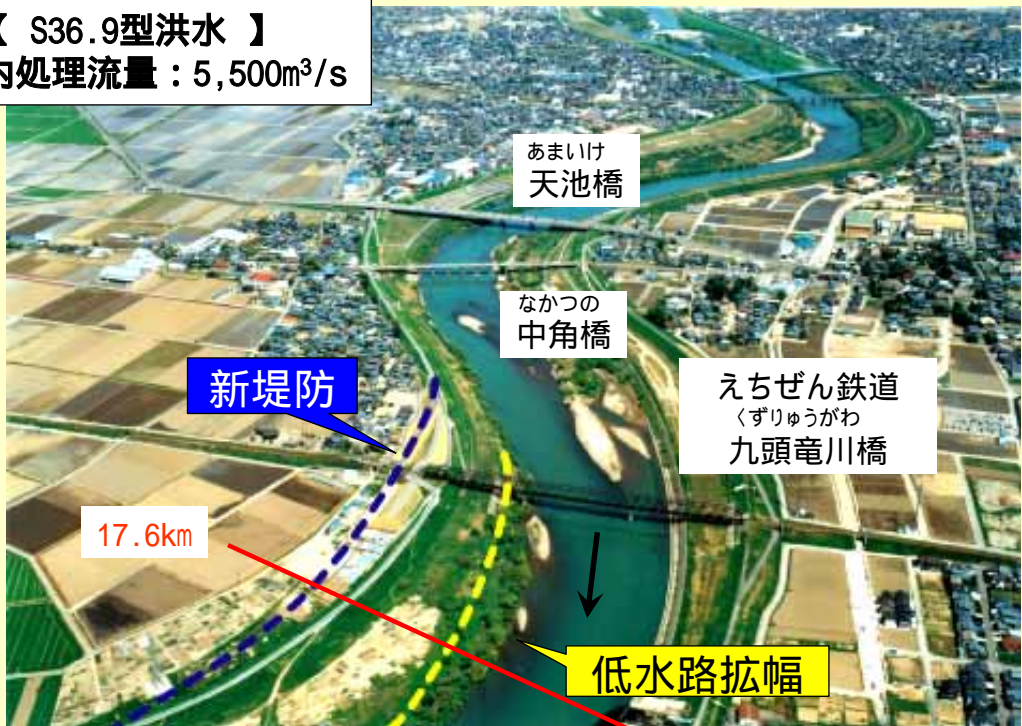 【 S36.9型洪水 】
内処理流量：5,500m³/s
あまいけ
天池橋
なかつの
中角橋
新堤防
えちぜん鉄道
くずりゅうがわ
九頭竜川橋
17.6km
低水路拡幅